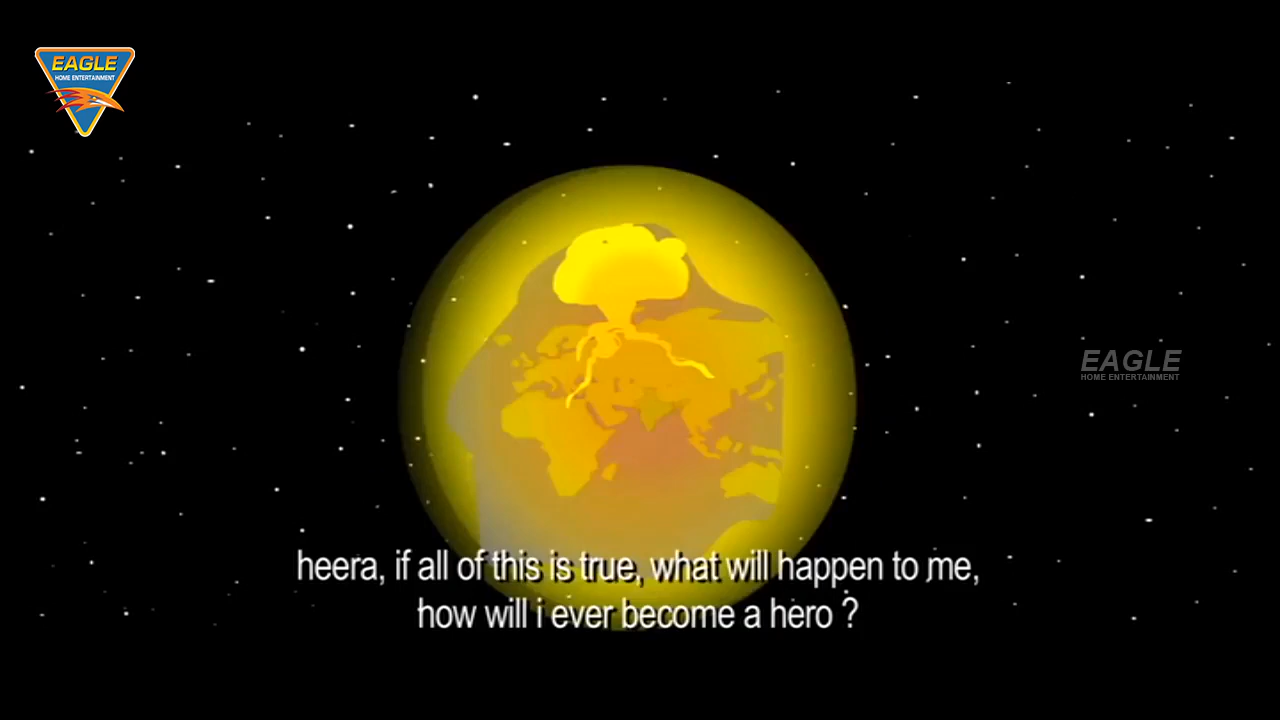 EAGLE
HOME ENTERTAINMENT
EAGLE
HOME ENTERTAINMENT
heera, if all of this is true, what will happen to me,
how will i ever become a hero ?